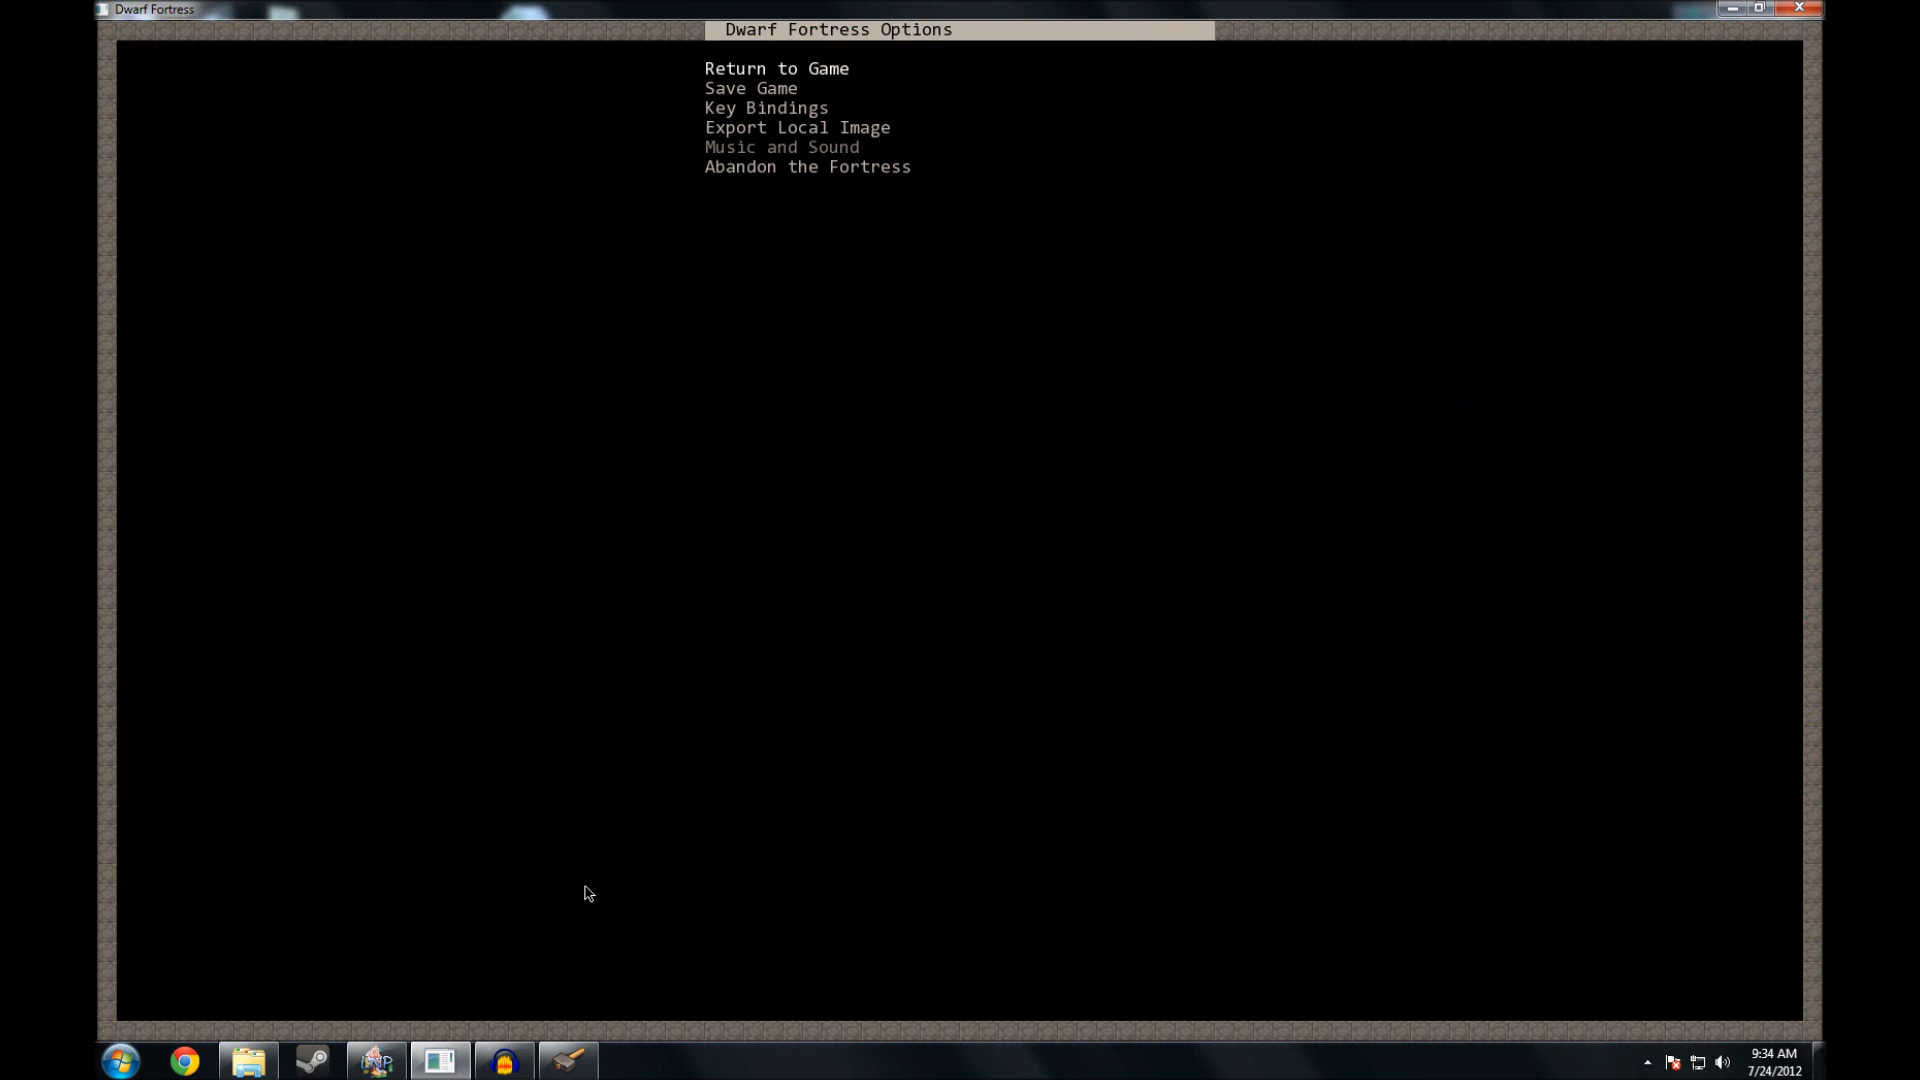 Dwarf Fortress
Dwarf Fortress Options
Return to Game
Save Game
Key Bindings
Export Local Image
Music and Sound
Abandon the Fortress
9:34 AM
7/24/2012